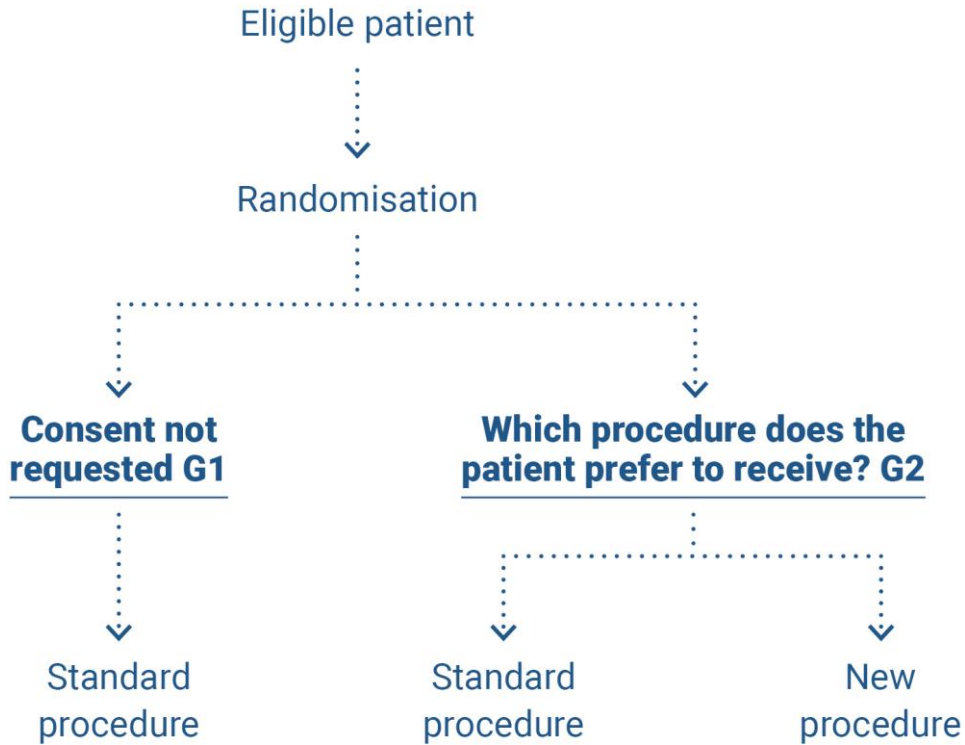 Eligible patient
Randomisation
Consent not
requested G1
Which procedure does the
patient prefer to receive? G2
Standard
procedure
Standard
procedure
New
procedure